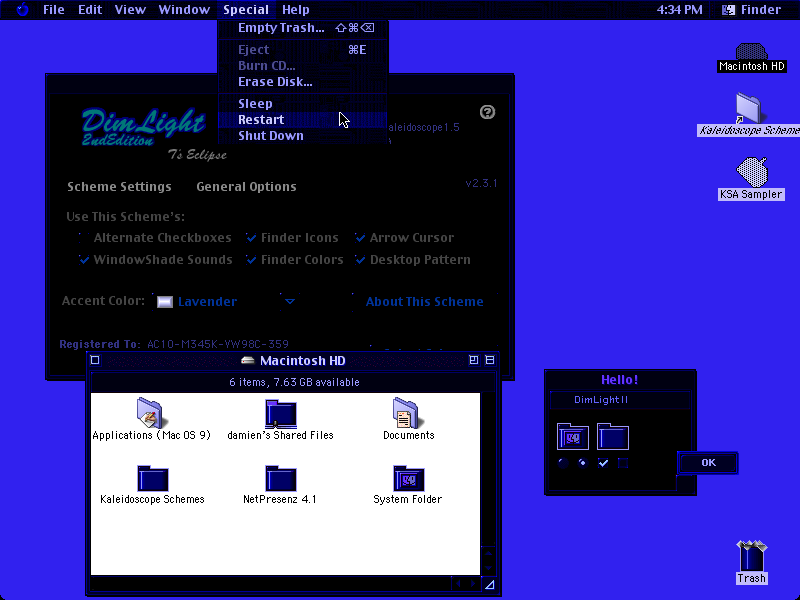 File Edit View Window Special Help 4:34 PM Finder
Empty Trash... ⇧⌘⌫
Eject ⌘E
Burn CD...
Erase Disk...
Sleep
Restart
Shut Down
Macintosh HD
Kaleidoscope Scheme
KSA Sampler
DimLight
2ndEdition
T's Eclipse
aleidoscope1.5
?
Scheme Settings General Options v2.3.1
Use This Scheme's:
Alternate Checkboxes Finder Icons Arrow Cursor
WindowShade Sounds Finder Colors Desktop Pattern
Accent Color: Lavender About This Scheme
Registered To: AC10-M345K-VW98C-359
Macintosh HD
6 items, 7.63 GB available
Applications (Mac OS 9) damien's Shared Files Documents
Kaleidoscope Schemes NetPresenz 4.1 System Folder
Hello!
DimLightII
OK
Trash